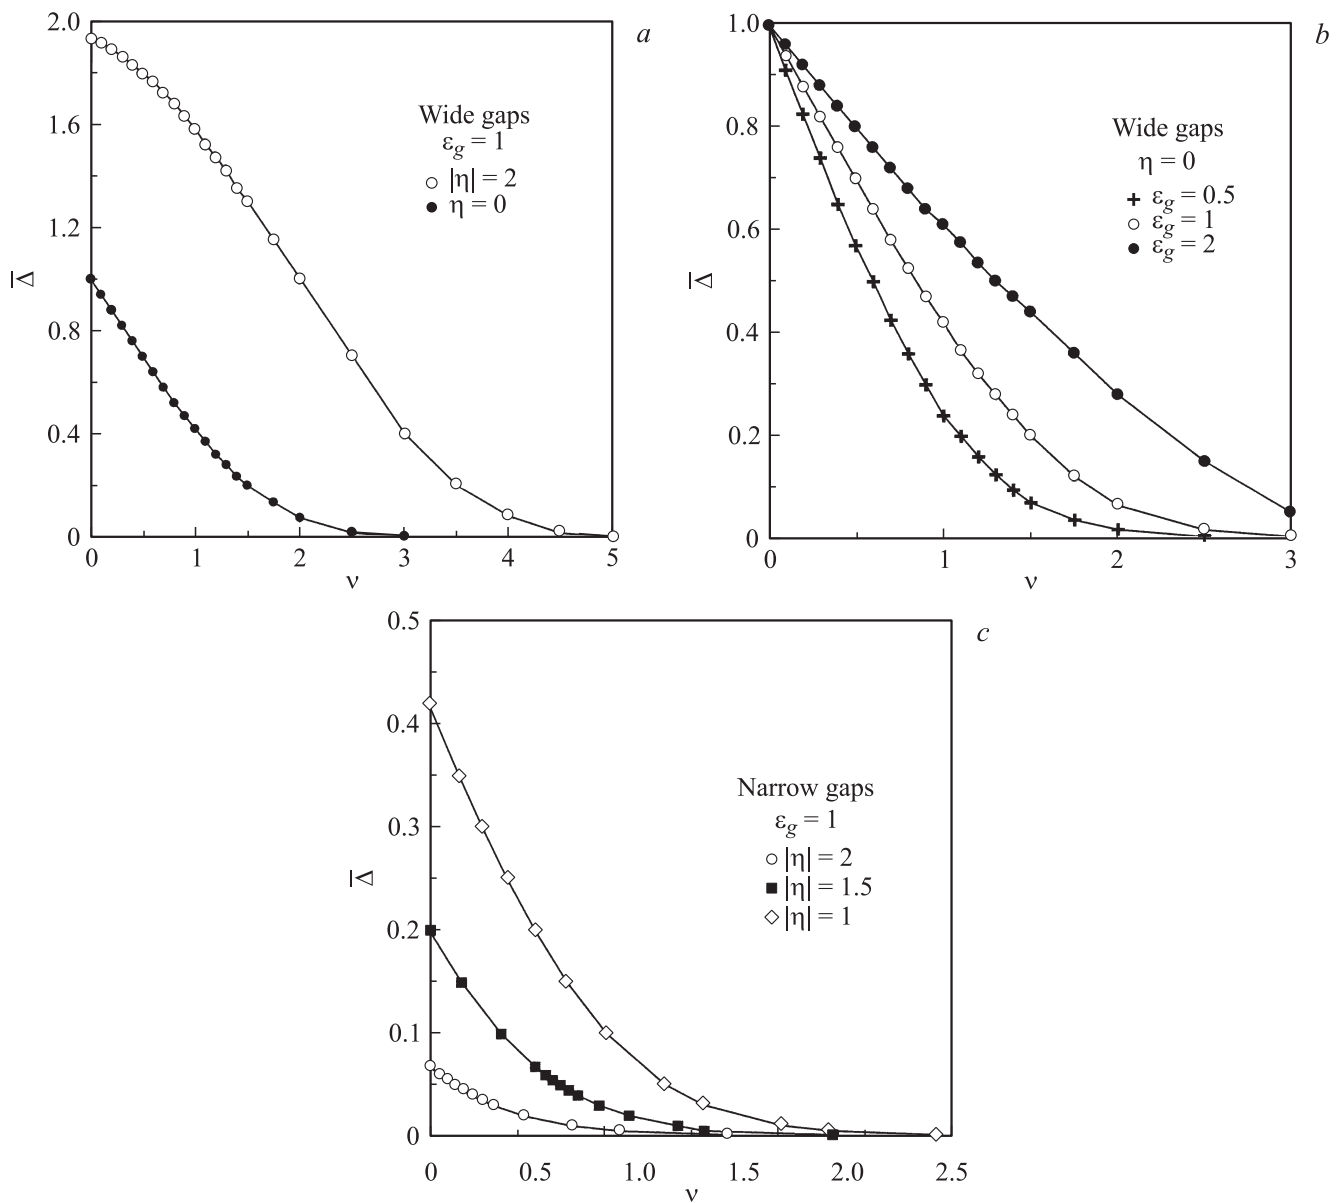 a
2.0
1.6
1.2
0.8
0.4
0
Δ̅
Wide gaps
ε_g = 1
|η| = 2
η = 0
0 1 2 3 4 5
ν
b
1.0
0.8
0.6
0.4
0.2
0
Δ̅
Wide gaps
η = 0
ε_g = 0.5
ε_g = 1
ε_g = 2
0 1 2 3
ν
c
0.5
0.4
0.3
0.2
0.1
0
Δ̅
Narrow gaps
ε_g = 1
|η| = 2
|η| = 1.5
|η| = 1
0 0.5 1.0 1.5 2.0 2.5
ν